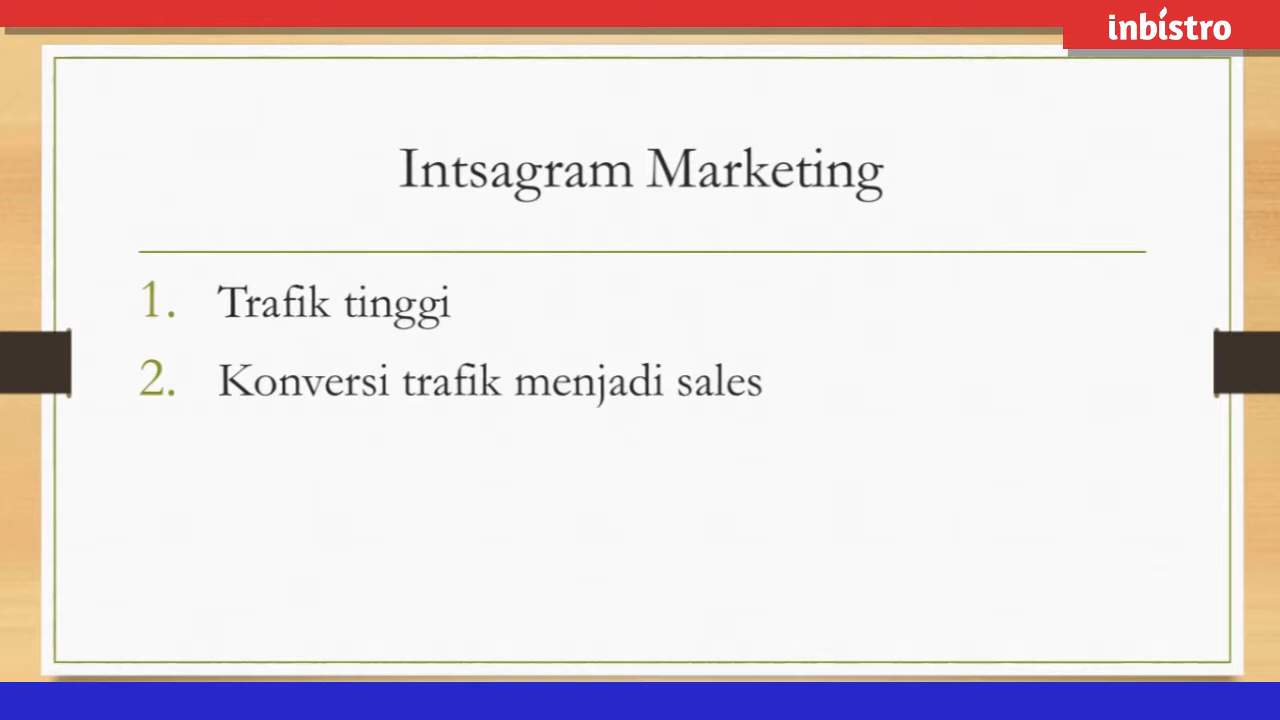 inbistro
Intsagram Marketing
1. Trafik tinggi
2. Konversi trafik menjadi sales